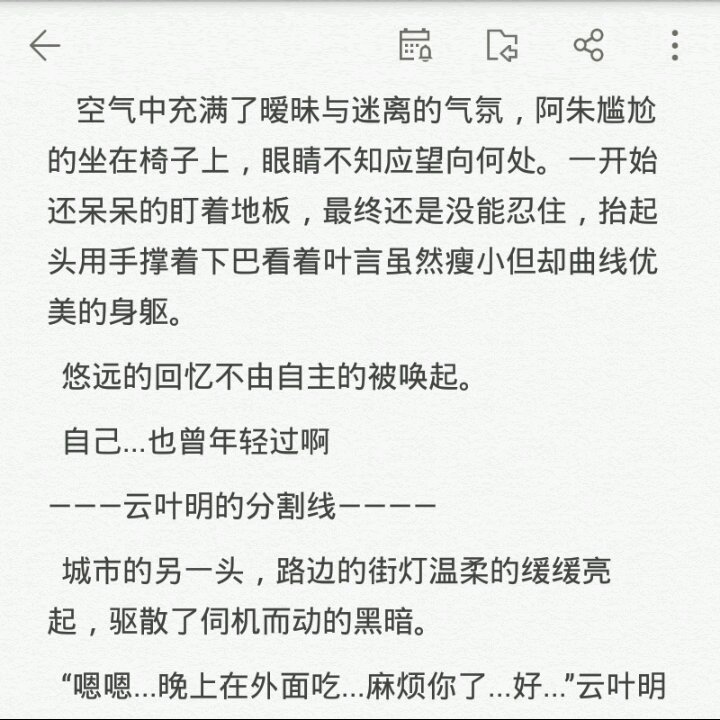 空气中充满了暧昧与迷离的气氛，阿朱尴尬
的坐在椅子上，眼睛不知应望向何处。一开始
还呆呆的盯着地板，最终还是没能忍住，抬起
头用手撑着下巴看着叶言虽然瘦小但却曲线优
美的身躯。
悠远的回忆不由自主的被唤起。
自己...也曾年轻过啊
———云叶明的分割线————
城市的另一头，路边的街灯温柔的缓缓亮
起，驱散了伺机而动的黑暗。
“嗯嗯...晚上在外面吃...麻烦你了...好...”云叶明